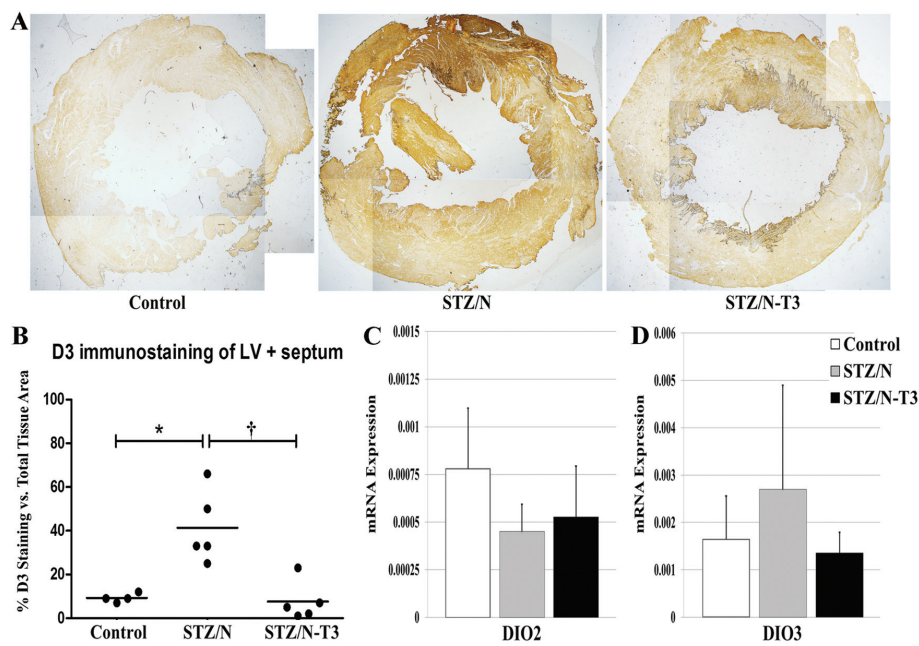 A
Control
STZ/N
STZ/N-T3
B
D3 immunostaining of LV + septum
% D3 Staining vs. Total Tissue Area
100
80
60
40
20
0
*
†
Control
STZ/N
STZ/N-T3
C
mRNA Expression
0.0015
0.00125
0.001
0.00075
0.0005
0.00025
0
DIO2
D
mRNA Expression
0.006
0.005
0.004
0.003
0.002
0.001
0
DIO3
Control
STZ/N
STZ/N-T3